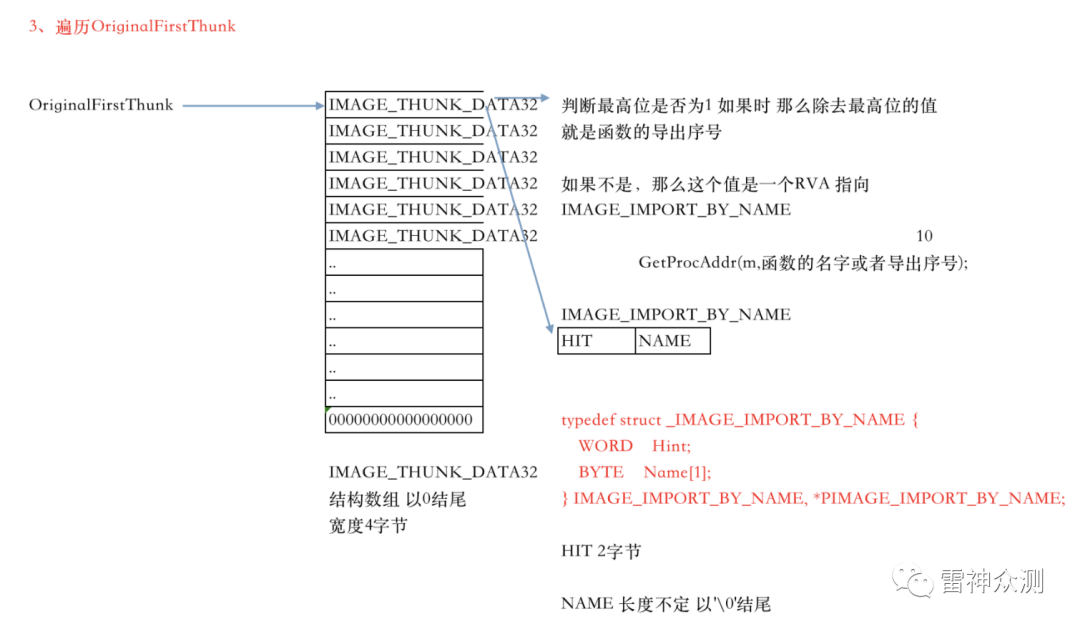 3、遍历OriginalFirstThunk
OriginalFirstThunk
IMAGE_THUNK_DATA32
IMAGE_THUNK_DATA32
IMAGE_THUNK_DATA32
IMAGE_THUNK_DATA32
IMAGE_THUNK_DATA32
IMAGE_THUNK_DATA32
..
..
..
..
..
..
00000000000000000
IMAGE_THUNK_DATA32
结构数组 以0结尾
宽度4字节
判断最高位是否为1 如果时 那么除去最高位的值
就是函数的导出序号
如果不是，那么这个值是一个RVA 指向
IMAGE_IMPORT_BY_NAME
10
GetProcAddr(m,函数的名字或者导出序号);
IMAGE_IMPORT_BY_NAME
HIT NAME
typedef struct _IMAGE_IMPORT_BY_NAME {
WORD Hint;
BYTE Name[1];
} IMAGE_IMPORT_BY_NAME, *PIMAGE_IMPORT_BY_NAME;
HIT 2字节
NAME 长度不定 以'\0'结尾
雷神众测